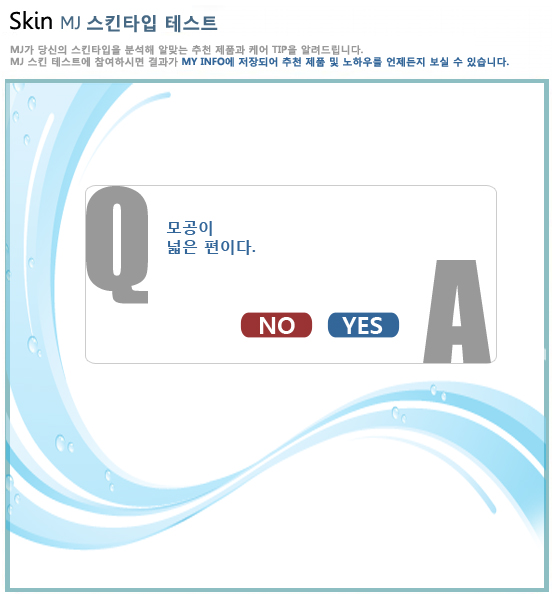 Skin MJ 스킨타입 테스트
MJ가 당신의 스킨타입을 분석해 알맞는 추천 제품과 케어 TIP을 알려드립니다.
MJ 스킨 테스트에 참여하시면 결과가 MY INFO에 저장되어 추천 제품 및 노하우를 언제든지 보실 수 있습니다.
Q
모공이
넓은 편이다.
NO YES
A